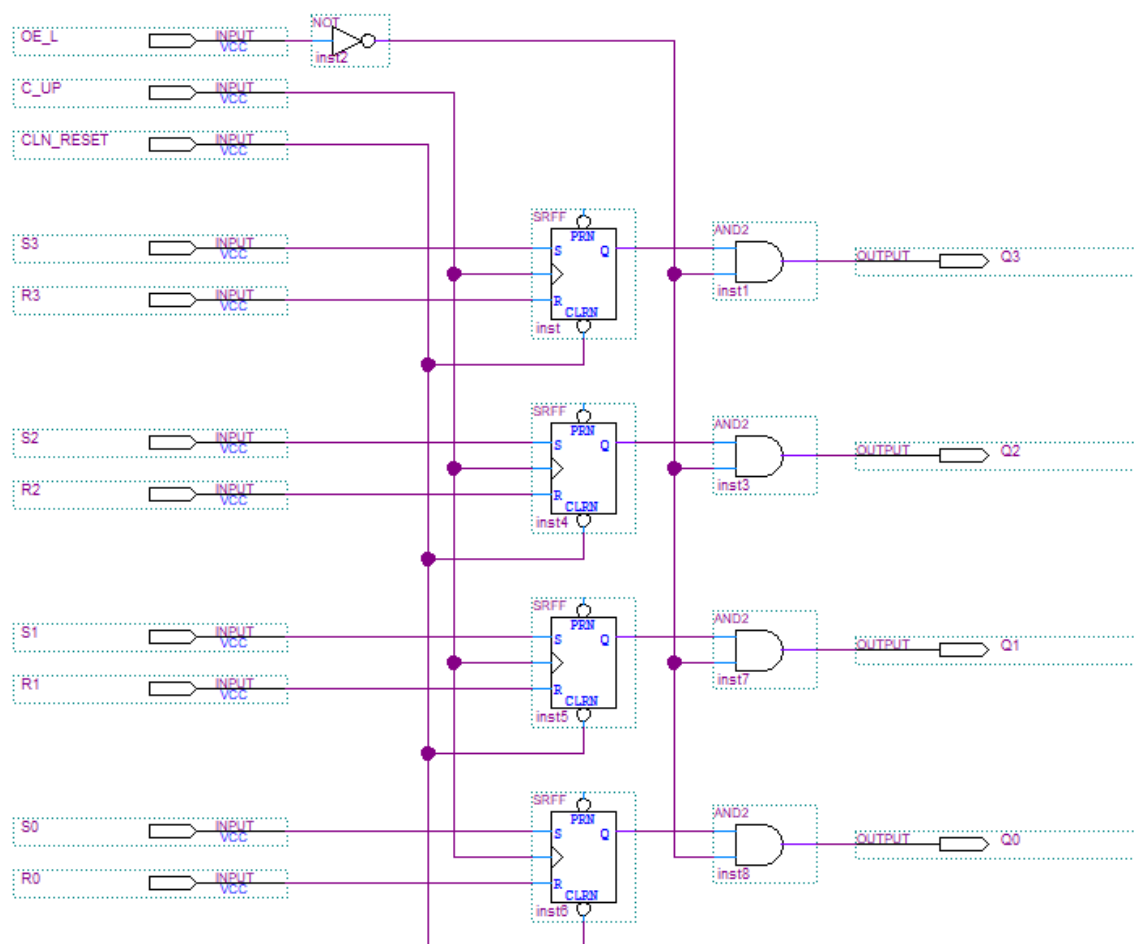 NOT
OE_L INPUT
VCC
inst2
C_UP INPUT
VCC
CLN_RESET INPUT
VCC
SRFF
PRN
AND2
S3 INPUT
VCC
S Q
OUTPUT Q3
R3 INPUT
VCC
R
inst1
CLRN
inst
SRFF
PRN
AND2
S2 INPUT
VCC
S Q
OUTPUT Q2
R2 INPUT
VCC
R
inst3
CLRN
inst4
SRFF
PRN
AND2
S1 INPUT
VCC
S Q
OUTPUT Q1
R1 INPUT
VCC
R
inst7
CLRN
inst5
SRFF
PRN
AND2
S0 INPUT
VCC
S Q
OUTPUT Q0
R0 INPUT
VCC
R
inst8
CLRN
inst6